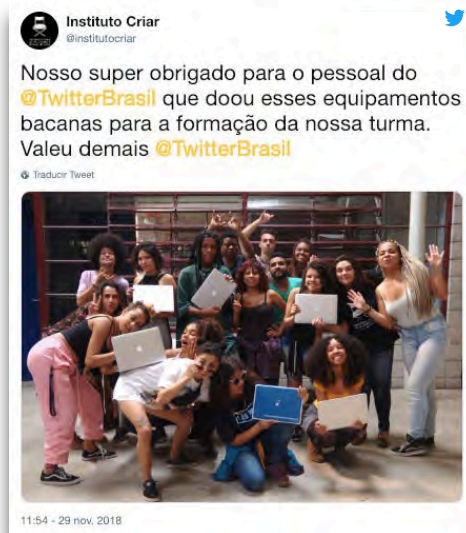 Instituto Criar
@institutocriar
Nosso super obrigado para o pessoal do
@TwitterBrasil que doou esses equipamentos
bacanas para a formação da nossa turma.
Valeu demais @TwitterBrasil
Traducir Tweet
11:54 - 29 nov. 2018